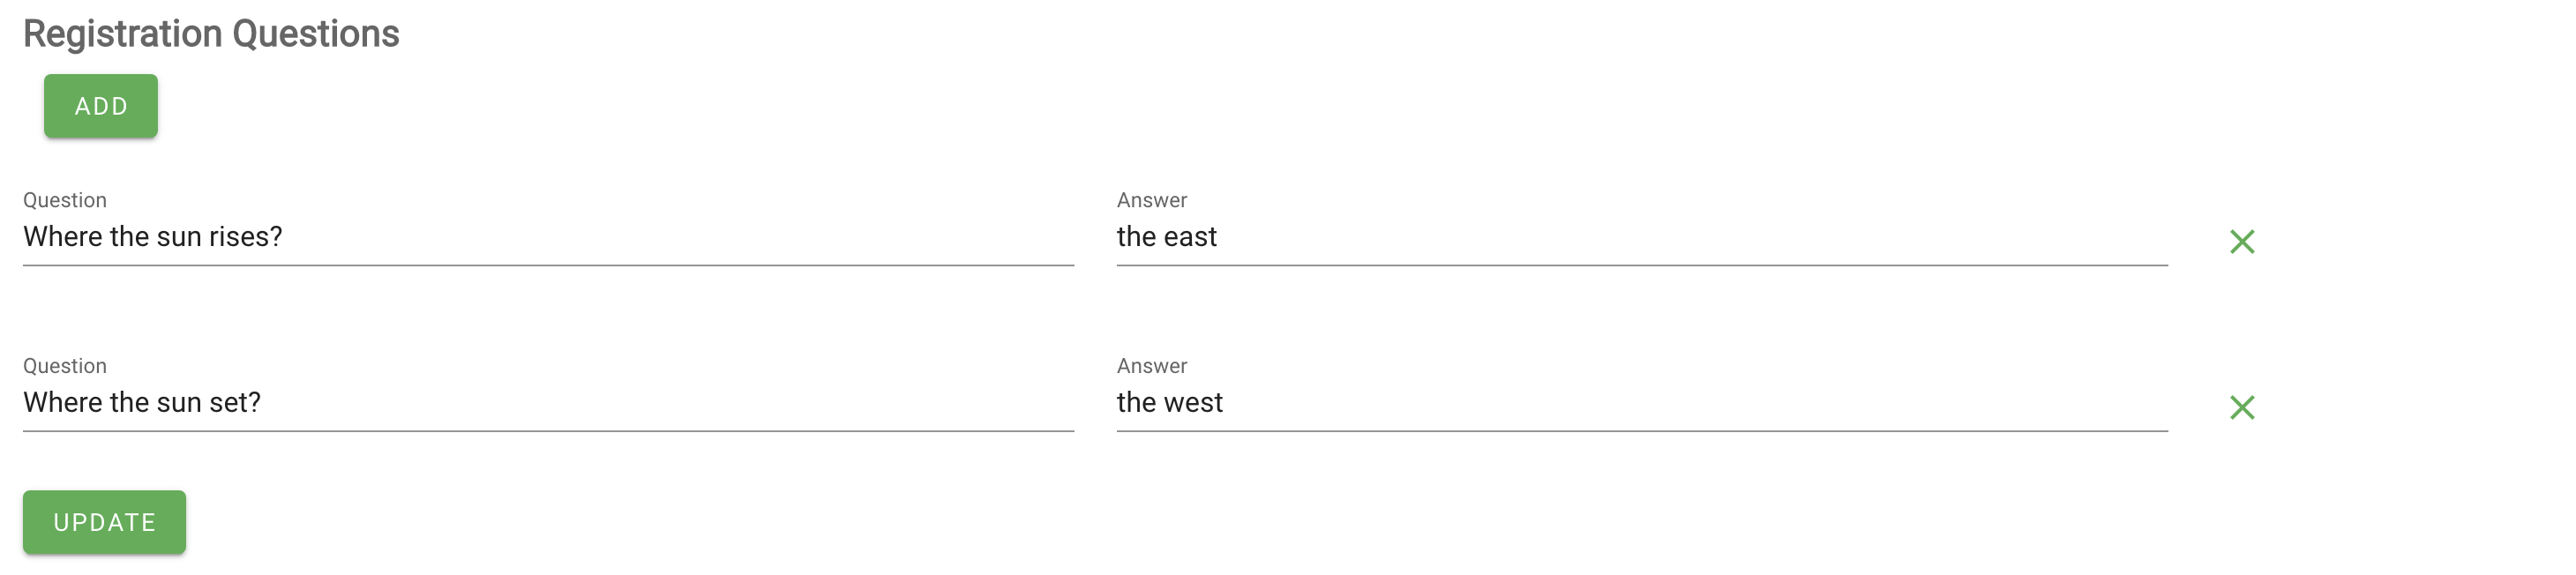 Registration Questions
ADD
Question
Answer
Where the sun rises?
the east
Question
Answer
Where the sun set?
the west
UPDATE